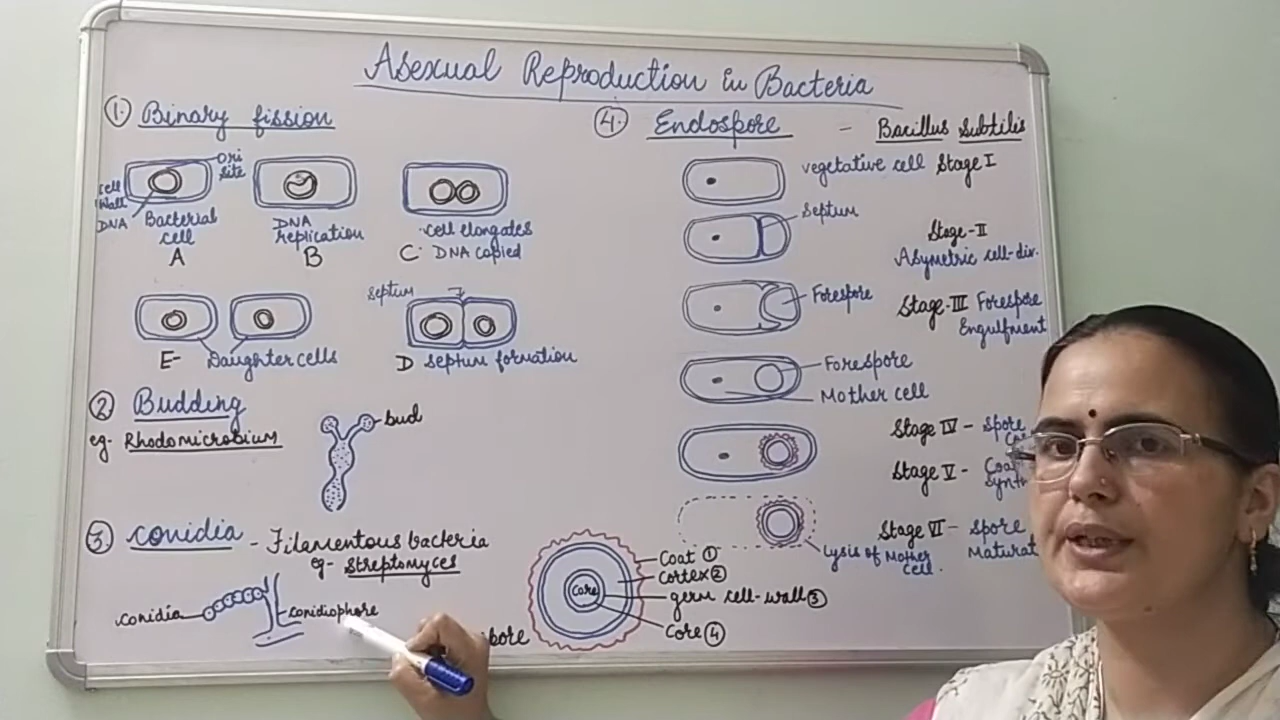 Asexual Reproduction in Bacteria
1. Binary fission
Ori
site
cell
wall
DNA
Bacterial
cell
A
DNA
replication
B
cell elongates
C. DNA copied
septum
E-
Daughter cells
D septum formation
2. Budding
eg- Rhodomicrobium
bud
3. conidia - Filamentous bacteria
eg- Streptomyces
conidia
conidiophore
4. Endospore - Bacillus subtilis
vegetative cell Stage I
Septum
Stage-II
Asymetric cell-div.
Forespore
Stage-III Forespore
Engulfment
Forespore
Mother cell
Stage IV - Spore
Stage V -
Stage VI - Spore
lysis of Mother
cell.
Coat 1
cortex 2
germ cell-wall 3
Core 4
Core